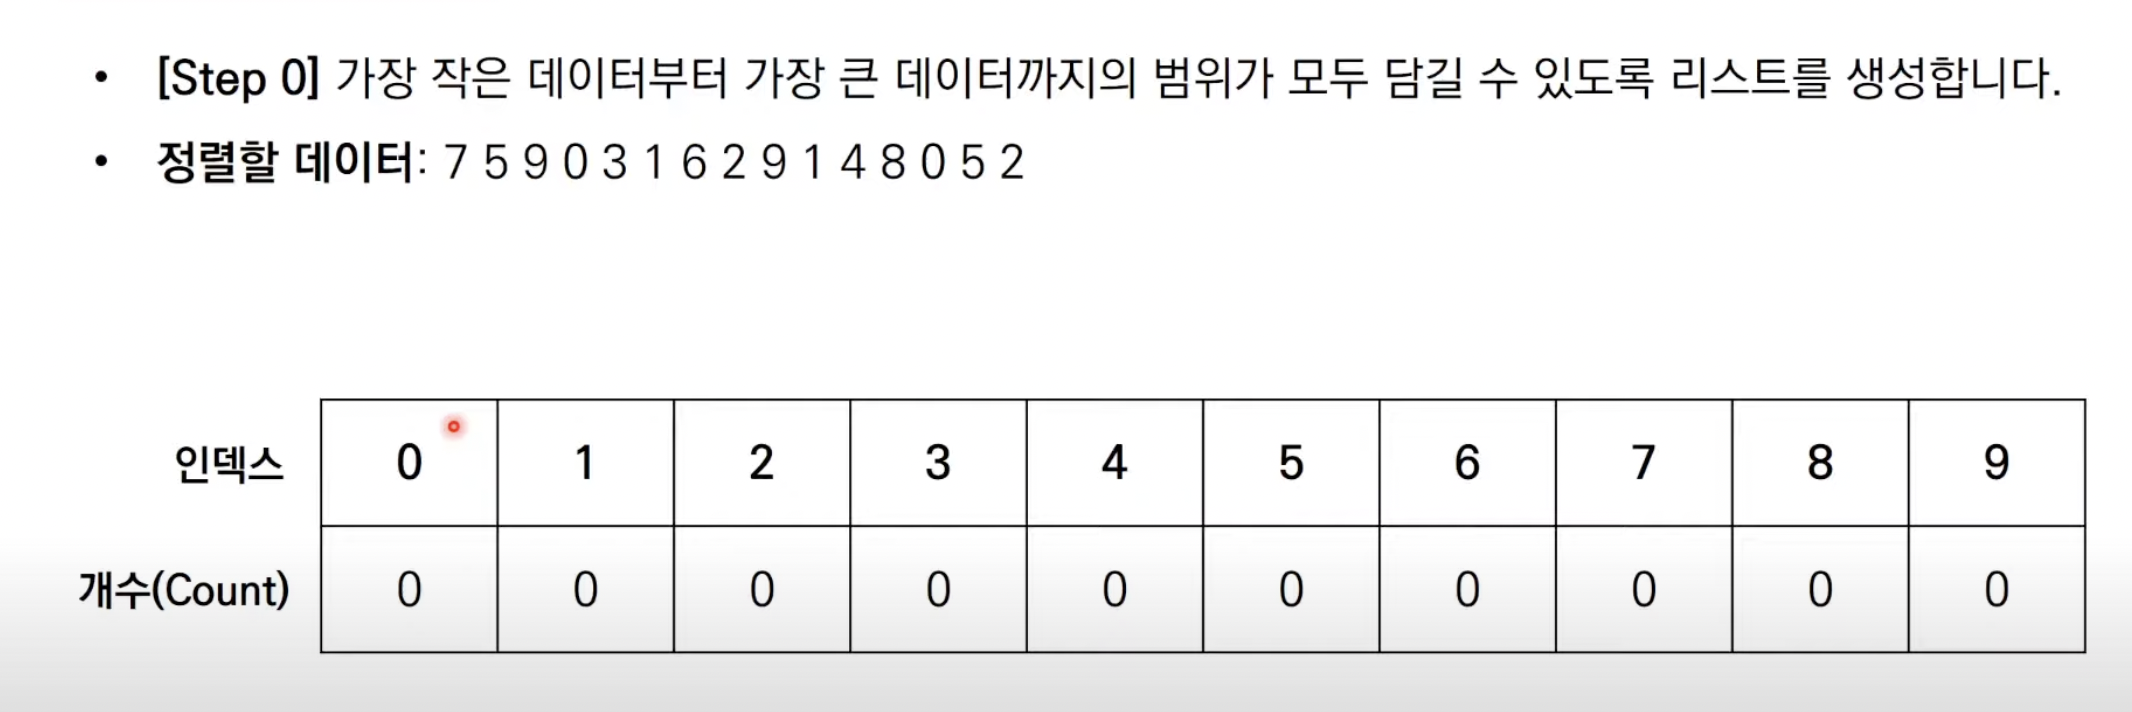 • [Step 0] 가장 작은 데이터부터 가장 큰 데이터까지의 범위가 모두 담길 수 있도록 리스트를 생성합니다.
• 정렬할 데이터: 7 5 9 0 3 1 6 2 9 1 4 8 0 5 2
인덱스 0 1 2 3 4 5 6 7 8 9
개수(Count) 0 0 0 0 0 0 0 0 0 0